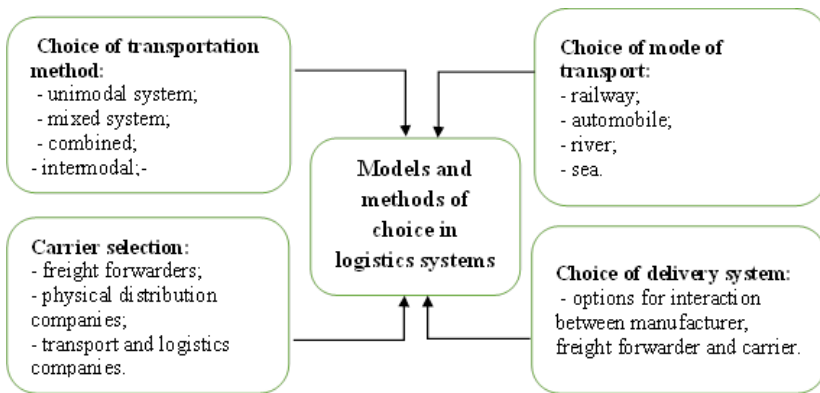 Choice of transportation
method:
- unimodal system;
- mixed system;
- combined;
- intermodal;-
Choice of mode of
transport:
- railway;
- automobile;
- river;
- sea.
Models and
methods of
choice in
logistics systems
Carrier selection:
- freight forwarders;
- physical distribution
companies;
- transport and logistics
companies.
Choice of delivery system:
- options for interaction
between manufacturer,
freight forwarder and carrier.